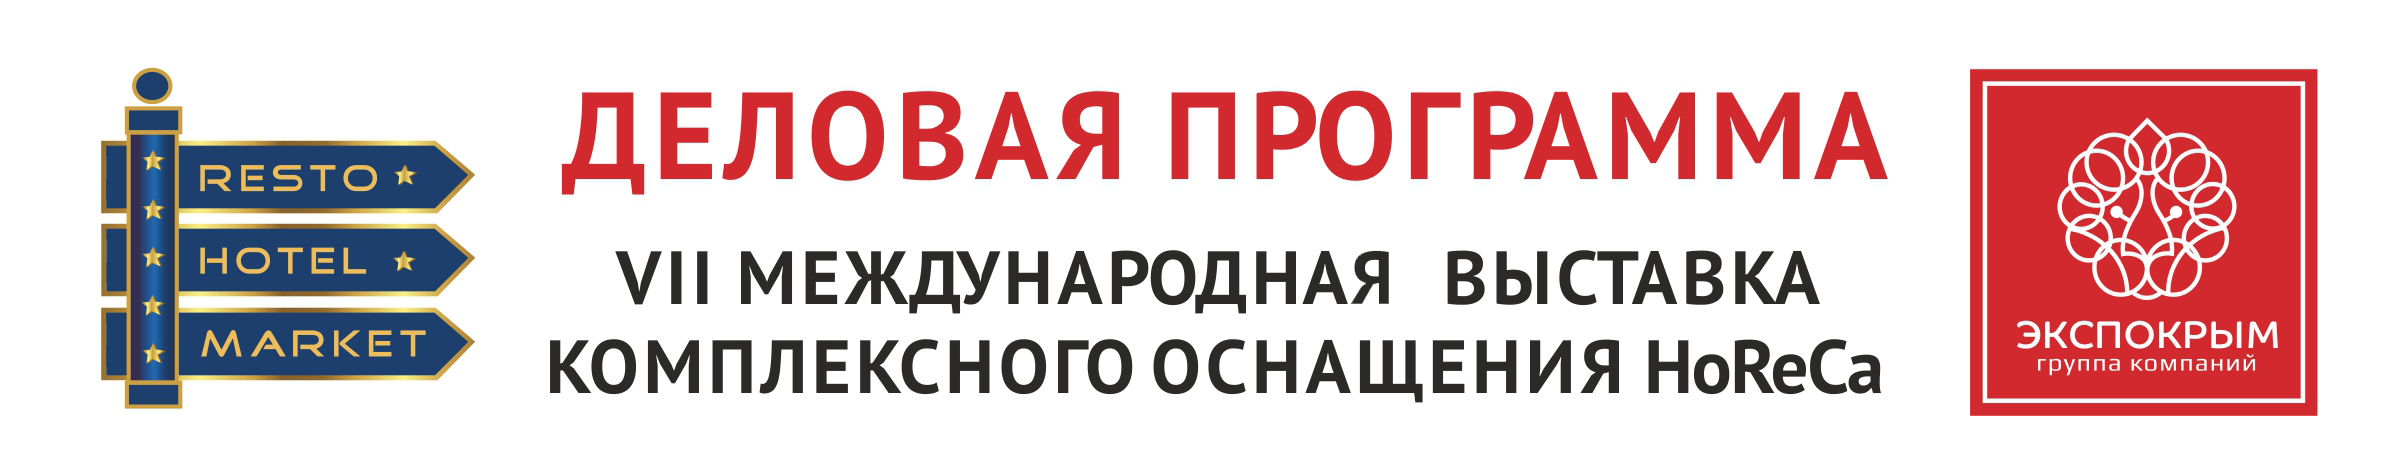 RESTO
HOTEL
MARKET
ДЕЛОВАЯ ПРОГРАММА
VII МЕЖДУНАРОДНАЯ ВЫСТАВКА
КОМПЛЕКСНОГО ОСНАЩЕНИЯ HoReCa
ЭКСПОКРЫМ
группа компаний